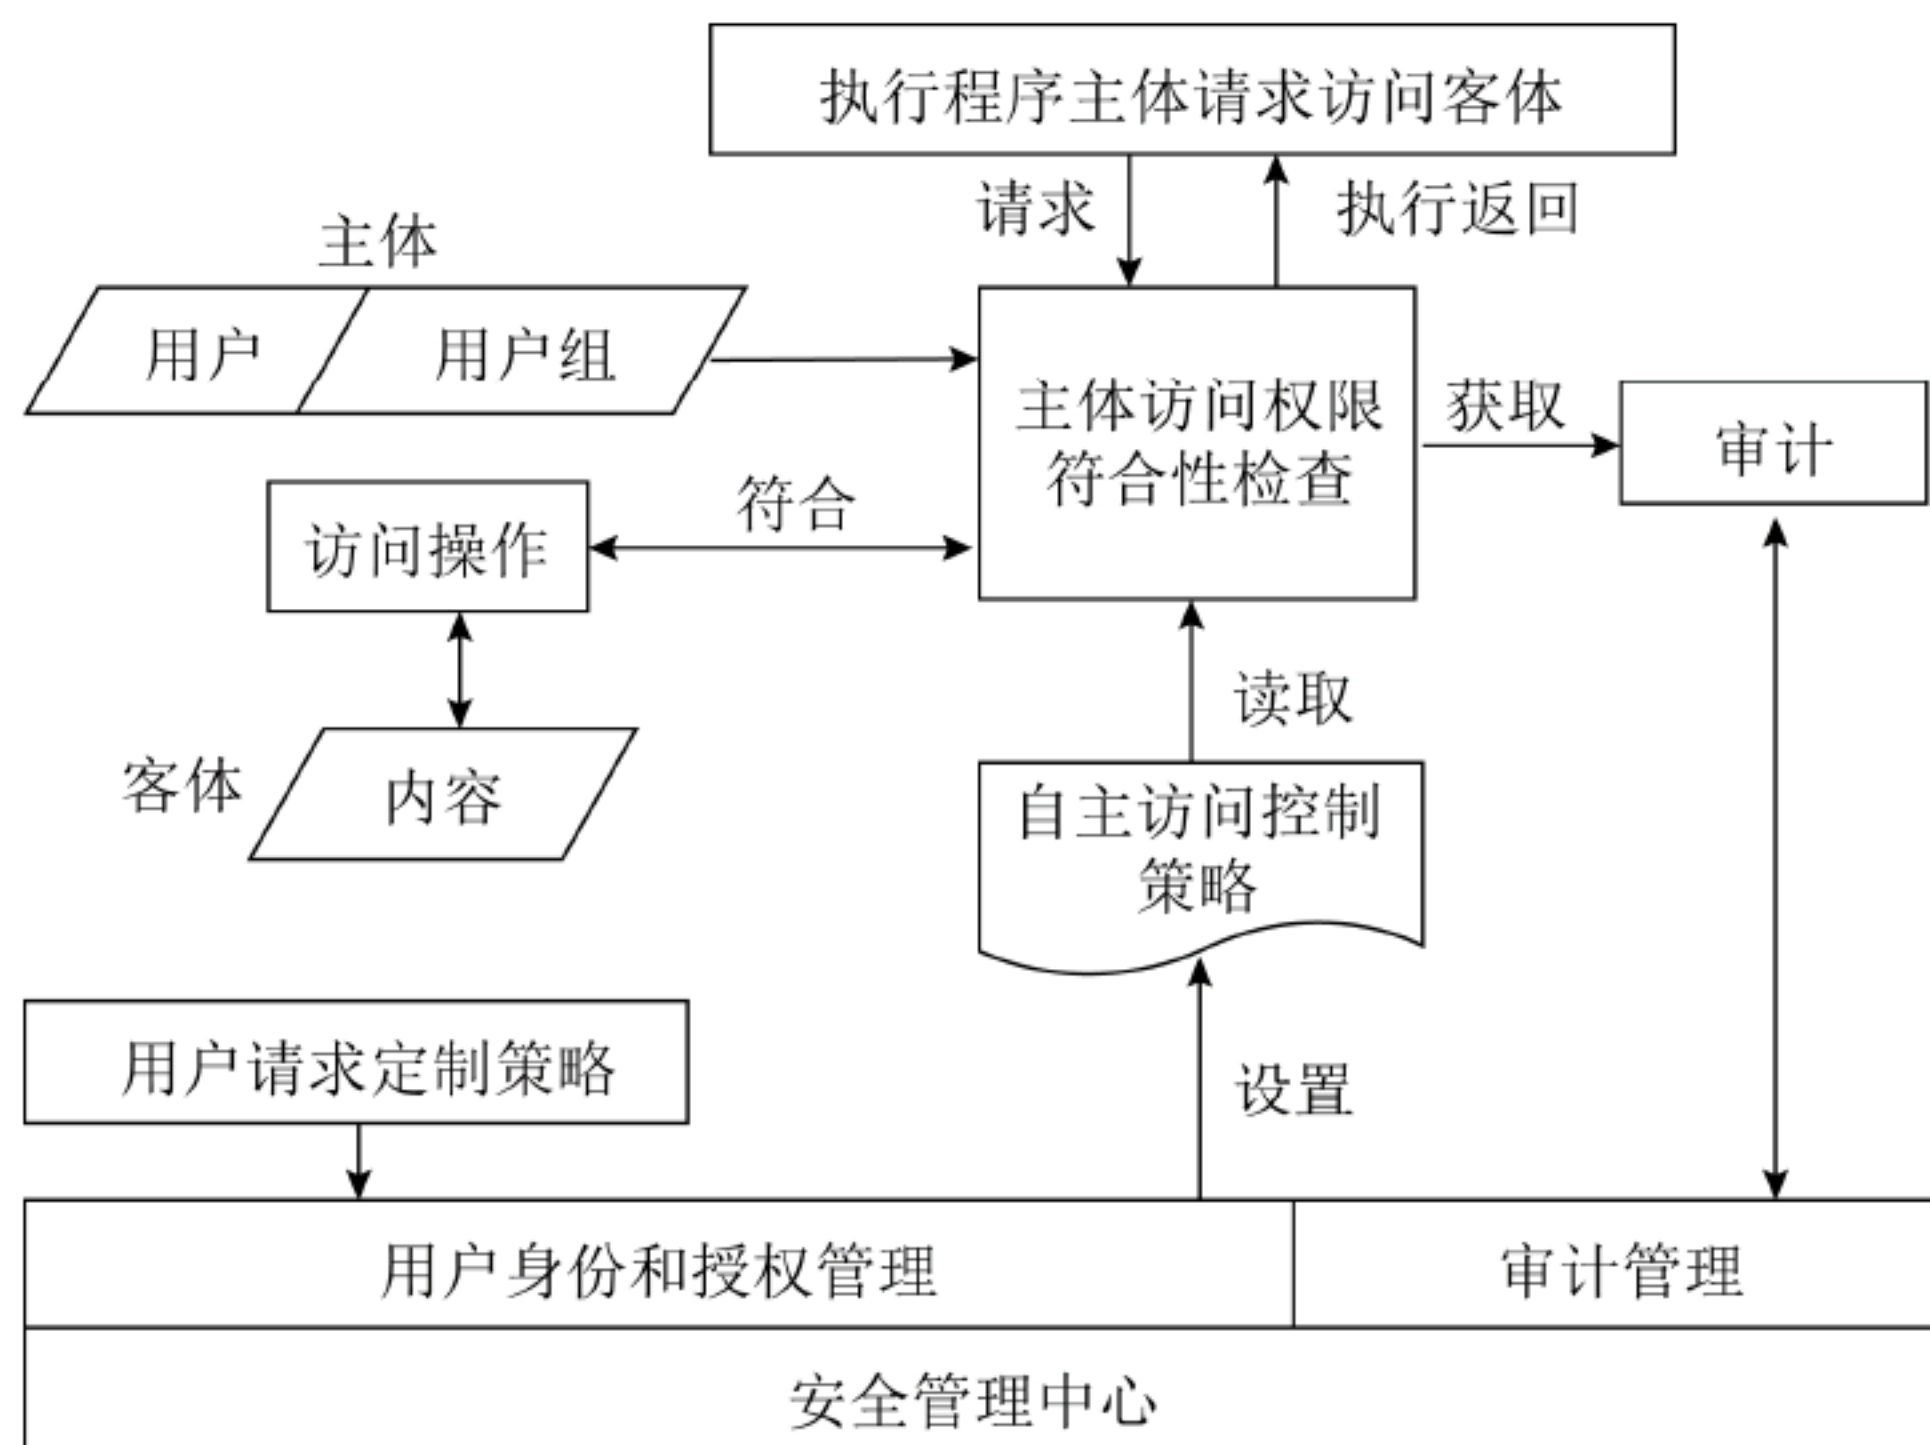 执行程序主体请求访问客体
请求
执行返回
主体
用户
用户组
主体访问权限
符合性检查
获取
审计
访问操作
符合
读取
客体
内容
自主访问控制
策略
用户请求定制策略
设置
用户身份和授权管理
审计管理
安全管理中心